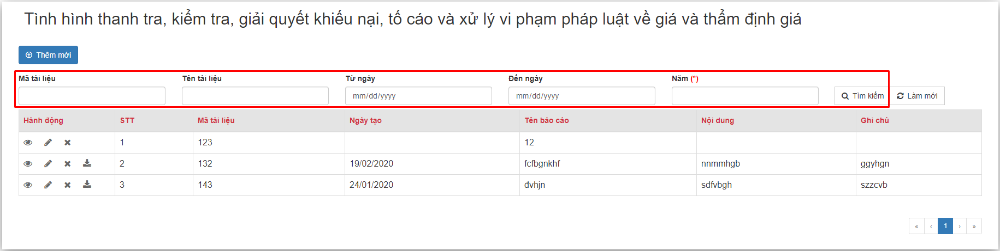 Tình hình thanh tra, kiểm tra, giải quyết khiếu nại, tố cáo và xử lý vi phạm pháp luật về giá và thẩm định giá
Thêm mới
Mã tài liệu Tên tài liệu Từ ngày Đến ngày Năm (*)
mm/dd/yyyy mm/dd/yyyy Tìm kiếm Làm mới
Hành động STT Mã tài liệu Ngày tạo Tên báo cáo Nội dung Ghi chú
1 123 12
2 132 19/02/2020 fcfbgnkhf nnmmhgb ggyhgn
3 143 24/01/2020 đvhjn sdfvbgh szzcvb
« ‹ 1 › »